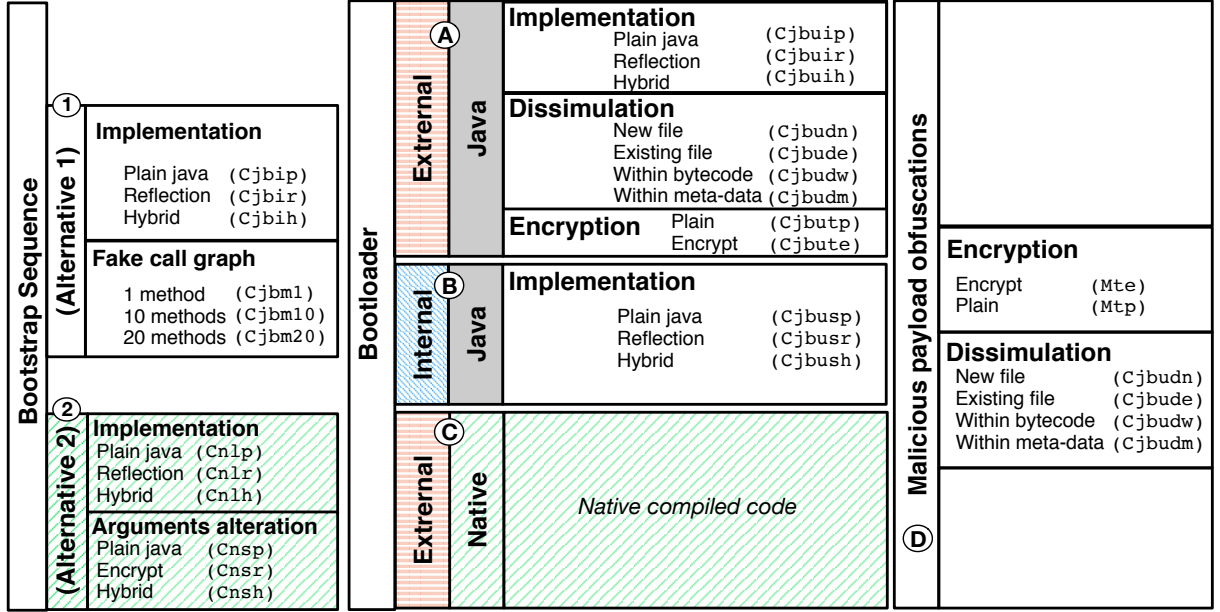 Bootstrap Sequence
1
(Alternative 1)
Implementation
Plain java (Cjbip)
Reflection (Cjbir)
Hybrid (Cjbih)
Fake call graph
1 method (Cjbm1)
10 methods (Cjbm10)
20 methods (Cjbm20)
2
(Alternative 2)
Implementation
Plain java (Cnlp)
Reflection (Cnlr)
Hybrid (Cnlh)
Arguments alteration
Plain java (Cnsp)
Encrypt (Cnsr)
Hybrid (Cnsh)
Bootloader
A
Extrernal
Java
Implementation
Plain java (Cjbuip)
Reflection (Cjbuir)
Hybrid (Cjbuih)
Dissimulation
New file (Cjbudn)
Existing file (Cjbude)
Within bytecode (Cjbudw)
Within meta-data (Cjbudm)
Encryption Plain (Cjbutp)
Encrypt (Cjbute)
B
Internal
Java
Implementation
Plain java (Cjbusp)
Reflection (Cjbusr)
Hybrid (Cjbush)
C
Extrernal
Native
Native compiled code
Malicious payload obfuscations
D
Encryption
Encrypt (Mte)
Plain (Mtp)
Dissimulation
New file (Cjbudn)
Existing file (Cjbude)
Within bytecode (Cjbudw)
Within meta-data (Cjbudm)